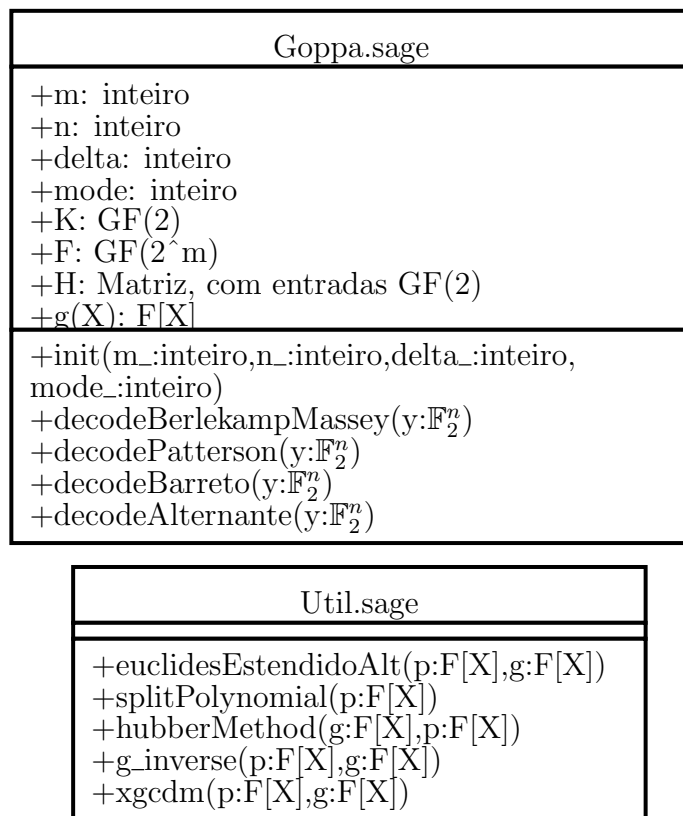 Goppa.sage
+m: inteiro
+n: inteiro
+delta: inteiro
+mode: inteiro
+K: GF(2)
+F: GF(2^m)
+H: Matriz, com entradas GF(2)
+g(X): F[X]
+init(m_:inteiro,n_:inteiro,delta_:inteiro,
mode_:inteiro)
+decodeBerlekampMassey(y:𝔽₂ⁿ)
+decodePatterson(y:𝔽₂ⁿ)
+decodeBarreto(y:𝔽₂ⁿ)
+decodeAlternante(y:𝔽₂ⁿ)
Util.sage
+euclidesEstendidoAlt(p:F[X],g:F[X])
+splitPolynomial(p:F[X])
+hubberMethod(g:F[X],p:F[X])
+g_inverse(p:F[X],g:F[X])
+xgcdm(p:F[X],g:F[X])